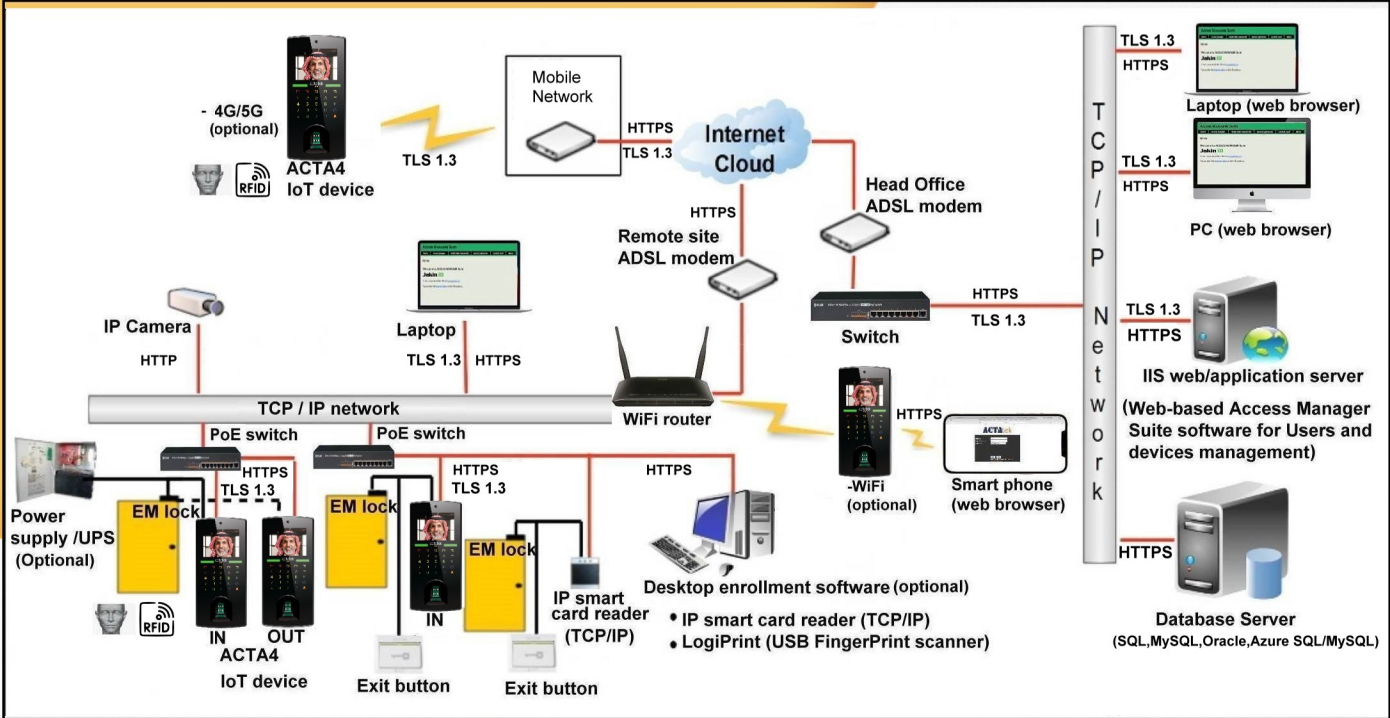 - 4G/5G
(optional)
RFID
ACTA4
IoT device
TLS 1.3
Mobile
Network
HTTPS
TLS 1.3
Internet
Cloud
HTTPS
Remote site
ADSL modem
Head Office
ADSL modem
Switch
HTTPS
TLS 1.3
TCP/IP Network
TLS 1.3
HTTPS
Jakin
Laptop (web browser)
TLS 1.3
HTTPS
Jakin
PC (web browser)
TLS 1.3
HTTPS
IIS web/application server
(Web-based Access Manager
Suite software for Users and
devices management)
HTTPS
Database Server
(SQL,MySQL,Oracle,Azure SQL/MySQL)
IP Camera
HTTP
Jakin
Laptop
TLS 1.3
HTTPS
TCP / IP network
WiFi router
-WiFi
(optional)
HTTPS
ACTAtek
Smart phone
(web browser)
PoE switch
HTTPS
TLS 1.3
PoE switch
HTTPS
TLS 1.3
HTTPS
Power
supply /UPS
(Optional)
EM lock
RFID
IN
OUT
ACTA4
IoT device
EM lock
IN
Exit button
EM lock
Exit button
IP smart
card reader
(TCP/IP)
Desktop enrollment software (optional)
• IP smart card reader (TCP/IP)
• LogiPrint (USB FingerPrint scanner)